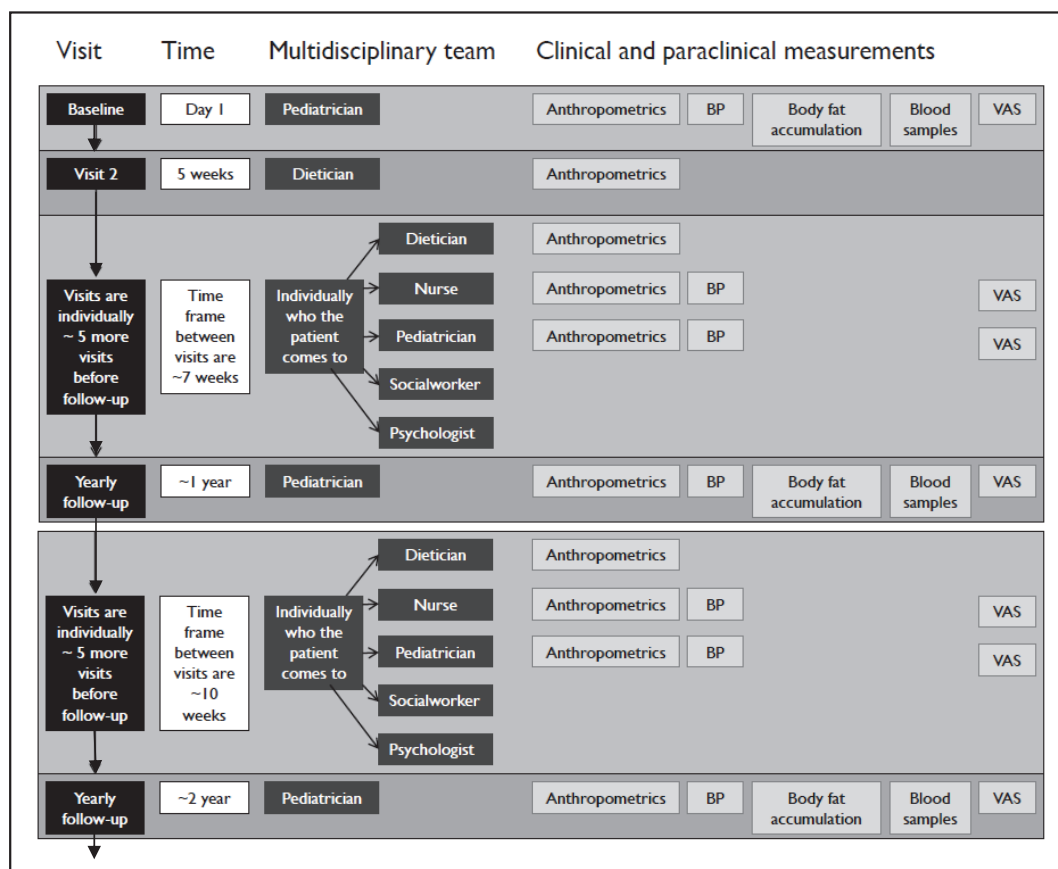 Visit Time Multidisciplinary team Clinical and paraclinical measurements
Baseline Day 1 Pediatrician Anthropometrics BP Body fat accumulation Blood samples VAS
Visit 2 5 weeks Dietician Anthropometrics
Visits are
individually
~ 5 more
visits
before
follow-up
Time
frame
between
visits are
~7 weeks
Individually
who the
patient
comes to
Dietician Anthropometrics
Nurse Anthropometrics BP VAS
Pediatrician Anthropometrics BP VAS
Socialworker
Psychologist
Yearly
follow-up
~1 year Pediatrician Anthropometrics BP Body fat accumulation Blood samples VAS
Visits are
individually
~ 5 more
visits
before
follow-up
Time
frame
between
visits are
~10
weeks
Individually
who the
patient
comes to
Dietician Anthropometrics
Nurse Anthropometrics BP VAS
Pediatrician Anthropometrics BP VAS
Socialworker
Psychologist
Yearly
follow-up
~2 year Pediatrician Anthropometrics BP Body fat accumulation Blood samples VAS